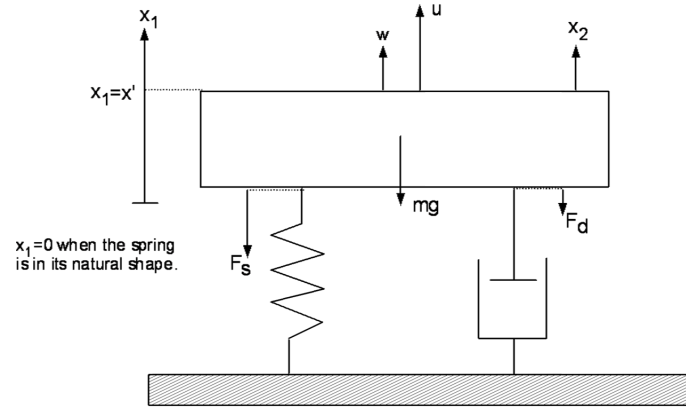 x1
u
w
x2
x1=x'
mg
Fs
Fd
x1=0 when the spring
is in its natural shape.